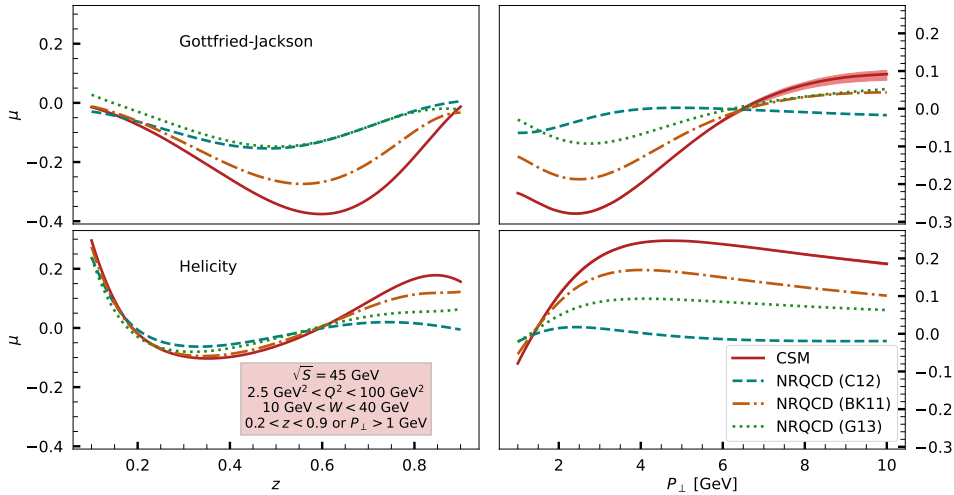 Gottfried-Jackson
μ
0.2
0.0
−0.2
−0.4
0.1
0.0
−0.1
−0.2
−0.3
Helicity
μ
0.2
0.0
−0.2
−0.4
√S = 45 GeV
2.5 GeV² < Q² < 100 GeV²
10 GeV < W < 40 GeV
0.2 < z < 0.9 or P⊥ > 1 GeV
0.2
0.1
0.0
−0.1
−0.2
−0.3
CSM
NRQCD (C12)
NRQCD (BK11)
NRQCD (G13)
0.2 0.4 0.6 0.8
z
2 4 6 8 10
P⊥ [GeV]